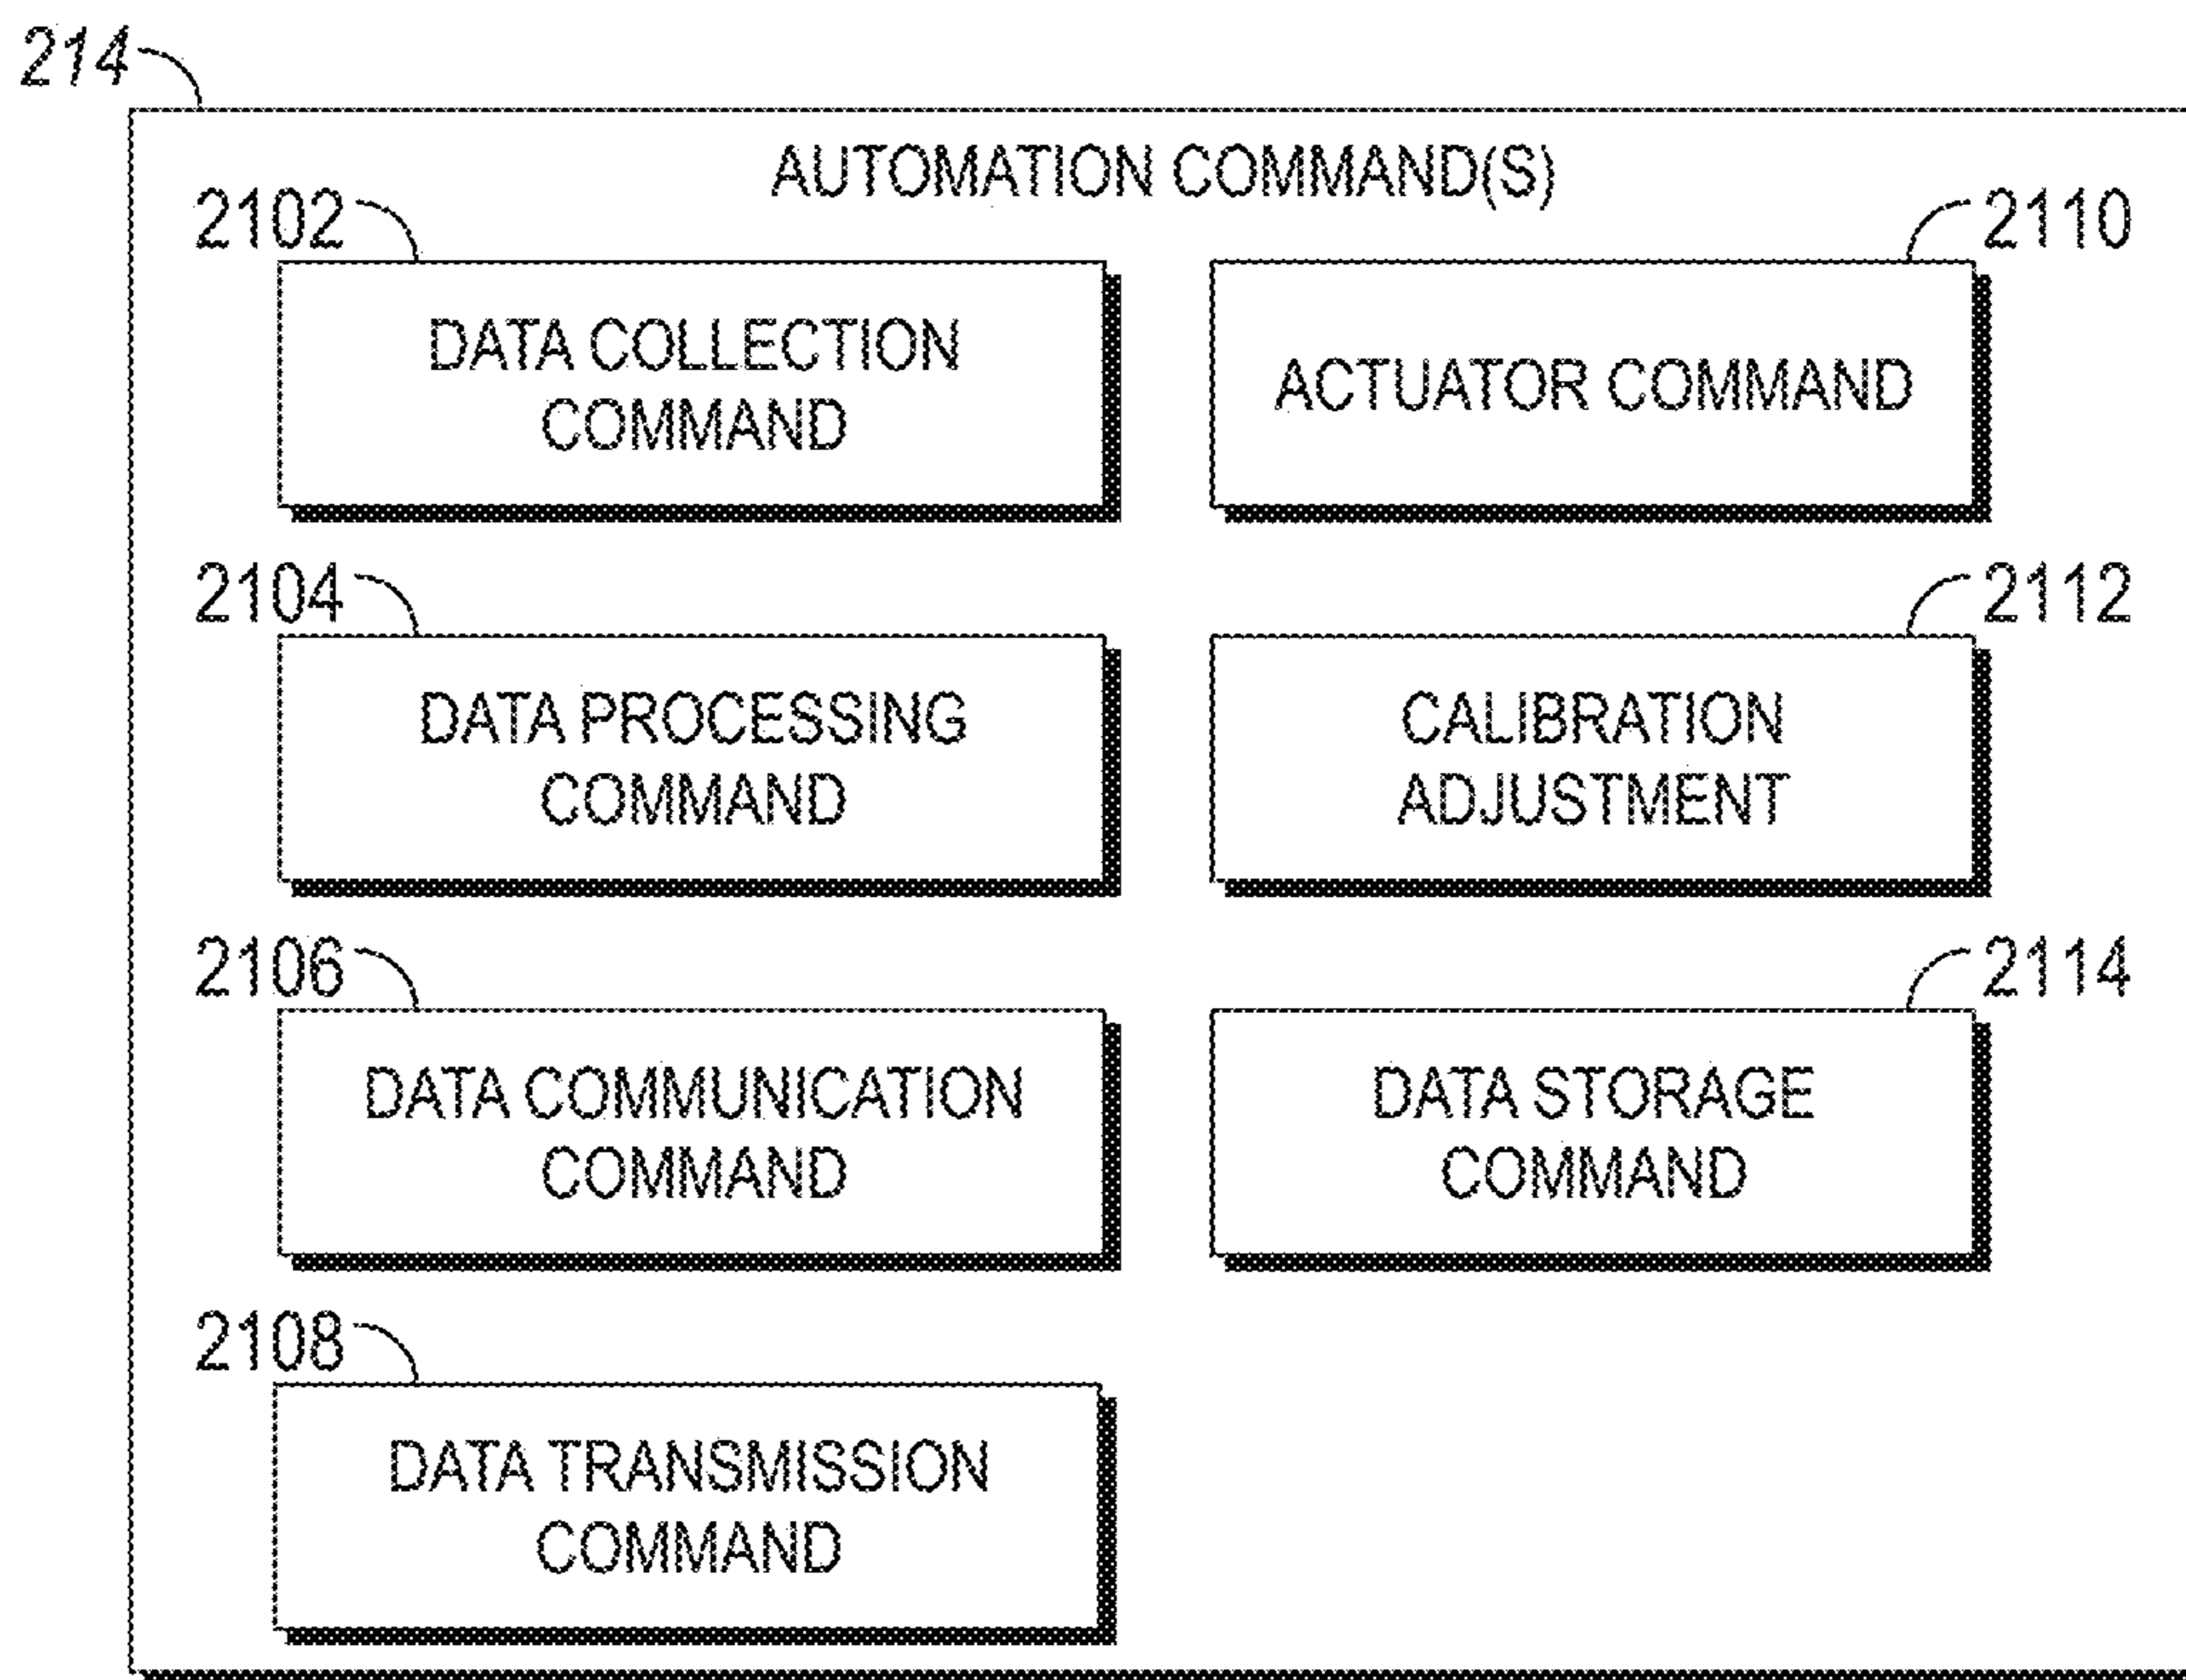 214
AUTOMATION COMMAND(S)
2102
DATA COLLECTION
COMMAND
2110
ACTUATOR COMMAND
2104
DATA PROCESSING
COMMAND
2112
CALIBRATION
ADJUSTMENT
2106
DATA COMMUNICATION
COMMAND
2114
DATA STORAGE
COMMAND
2108
DATA TRANSMISSION
COMMAND